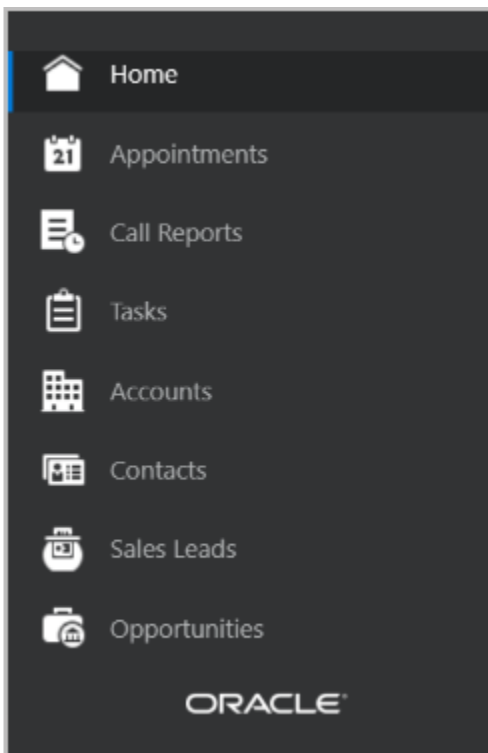 Home
21
Appointments
Call Reports
Tasks
Accounts
Contacts
Sales Leads
Opportunities
ORACLE